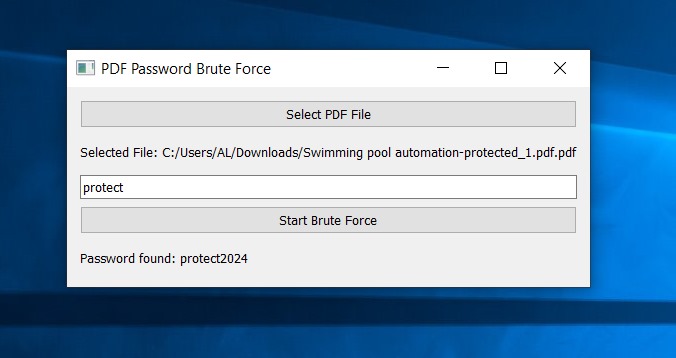 PDF Password Brute Force
Select PDF File
Selected File: C:/Users/AL/Downloads/Swimming pool automation-protected_1.pdf.pdf
protect
Start Brute Force
Password found: protect2024